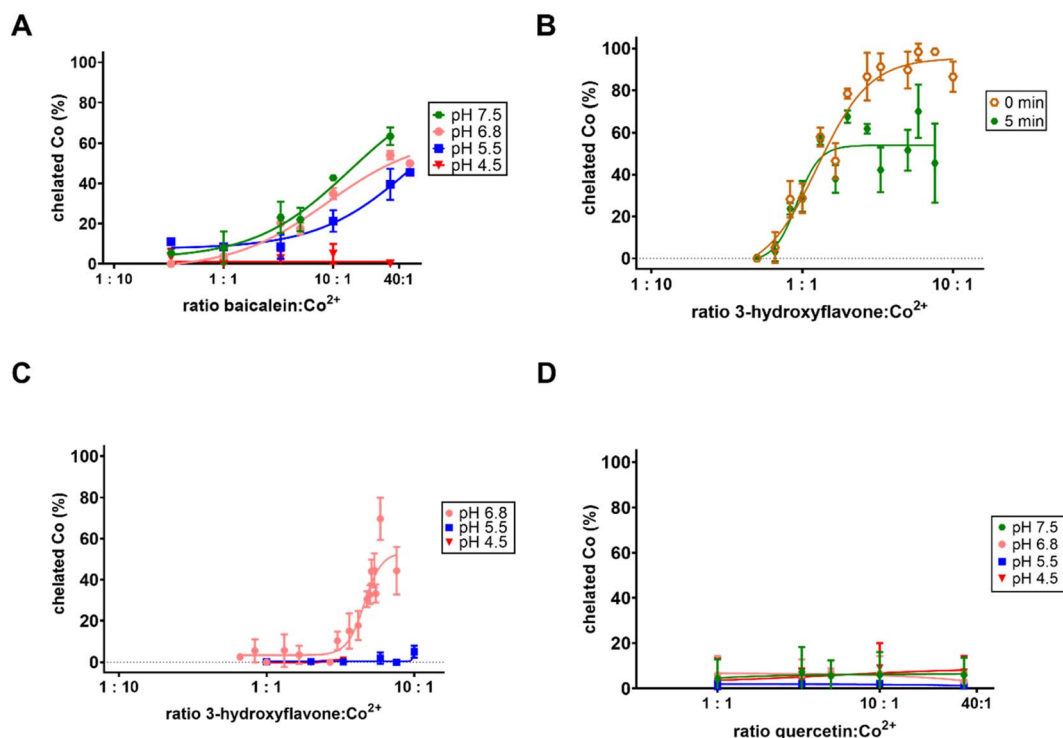 A
chelated Co (%)
100
80
60
40
20
0
1 : 10
1 : 1
10 : 1
40:1
ratio baicalein:Co²⁺
pH 7.5
pH 6.8
pH 5.5
pH 4.5
B
chelated Co (%)
100
80
60
40
20
0
1 : 10
1 : 1
10 : 1
ratio 3-hydroxyflavone:Co²⁺
0 min
5 min
C
chelated Co (%)
100
80
60
40
20
0
1 : 10
1 : 1
10 : 1
ratio 3-hydroxyflavone:Co²⁺
pH 6.8
pH 5.5
pH 4.5
D
chelated Co (%)
100
80
60
40
20
0
1 : 1
10 : 1
40:1
ratio quercetin:Co²⁺
pH 7.5
pH 6.8
pH 5.5
pH 4.5